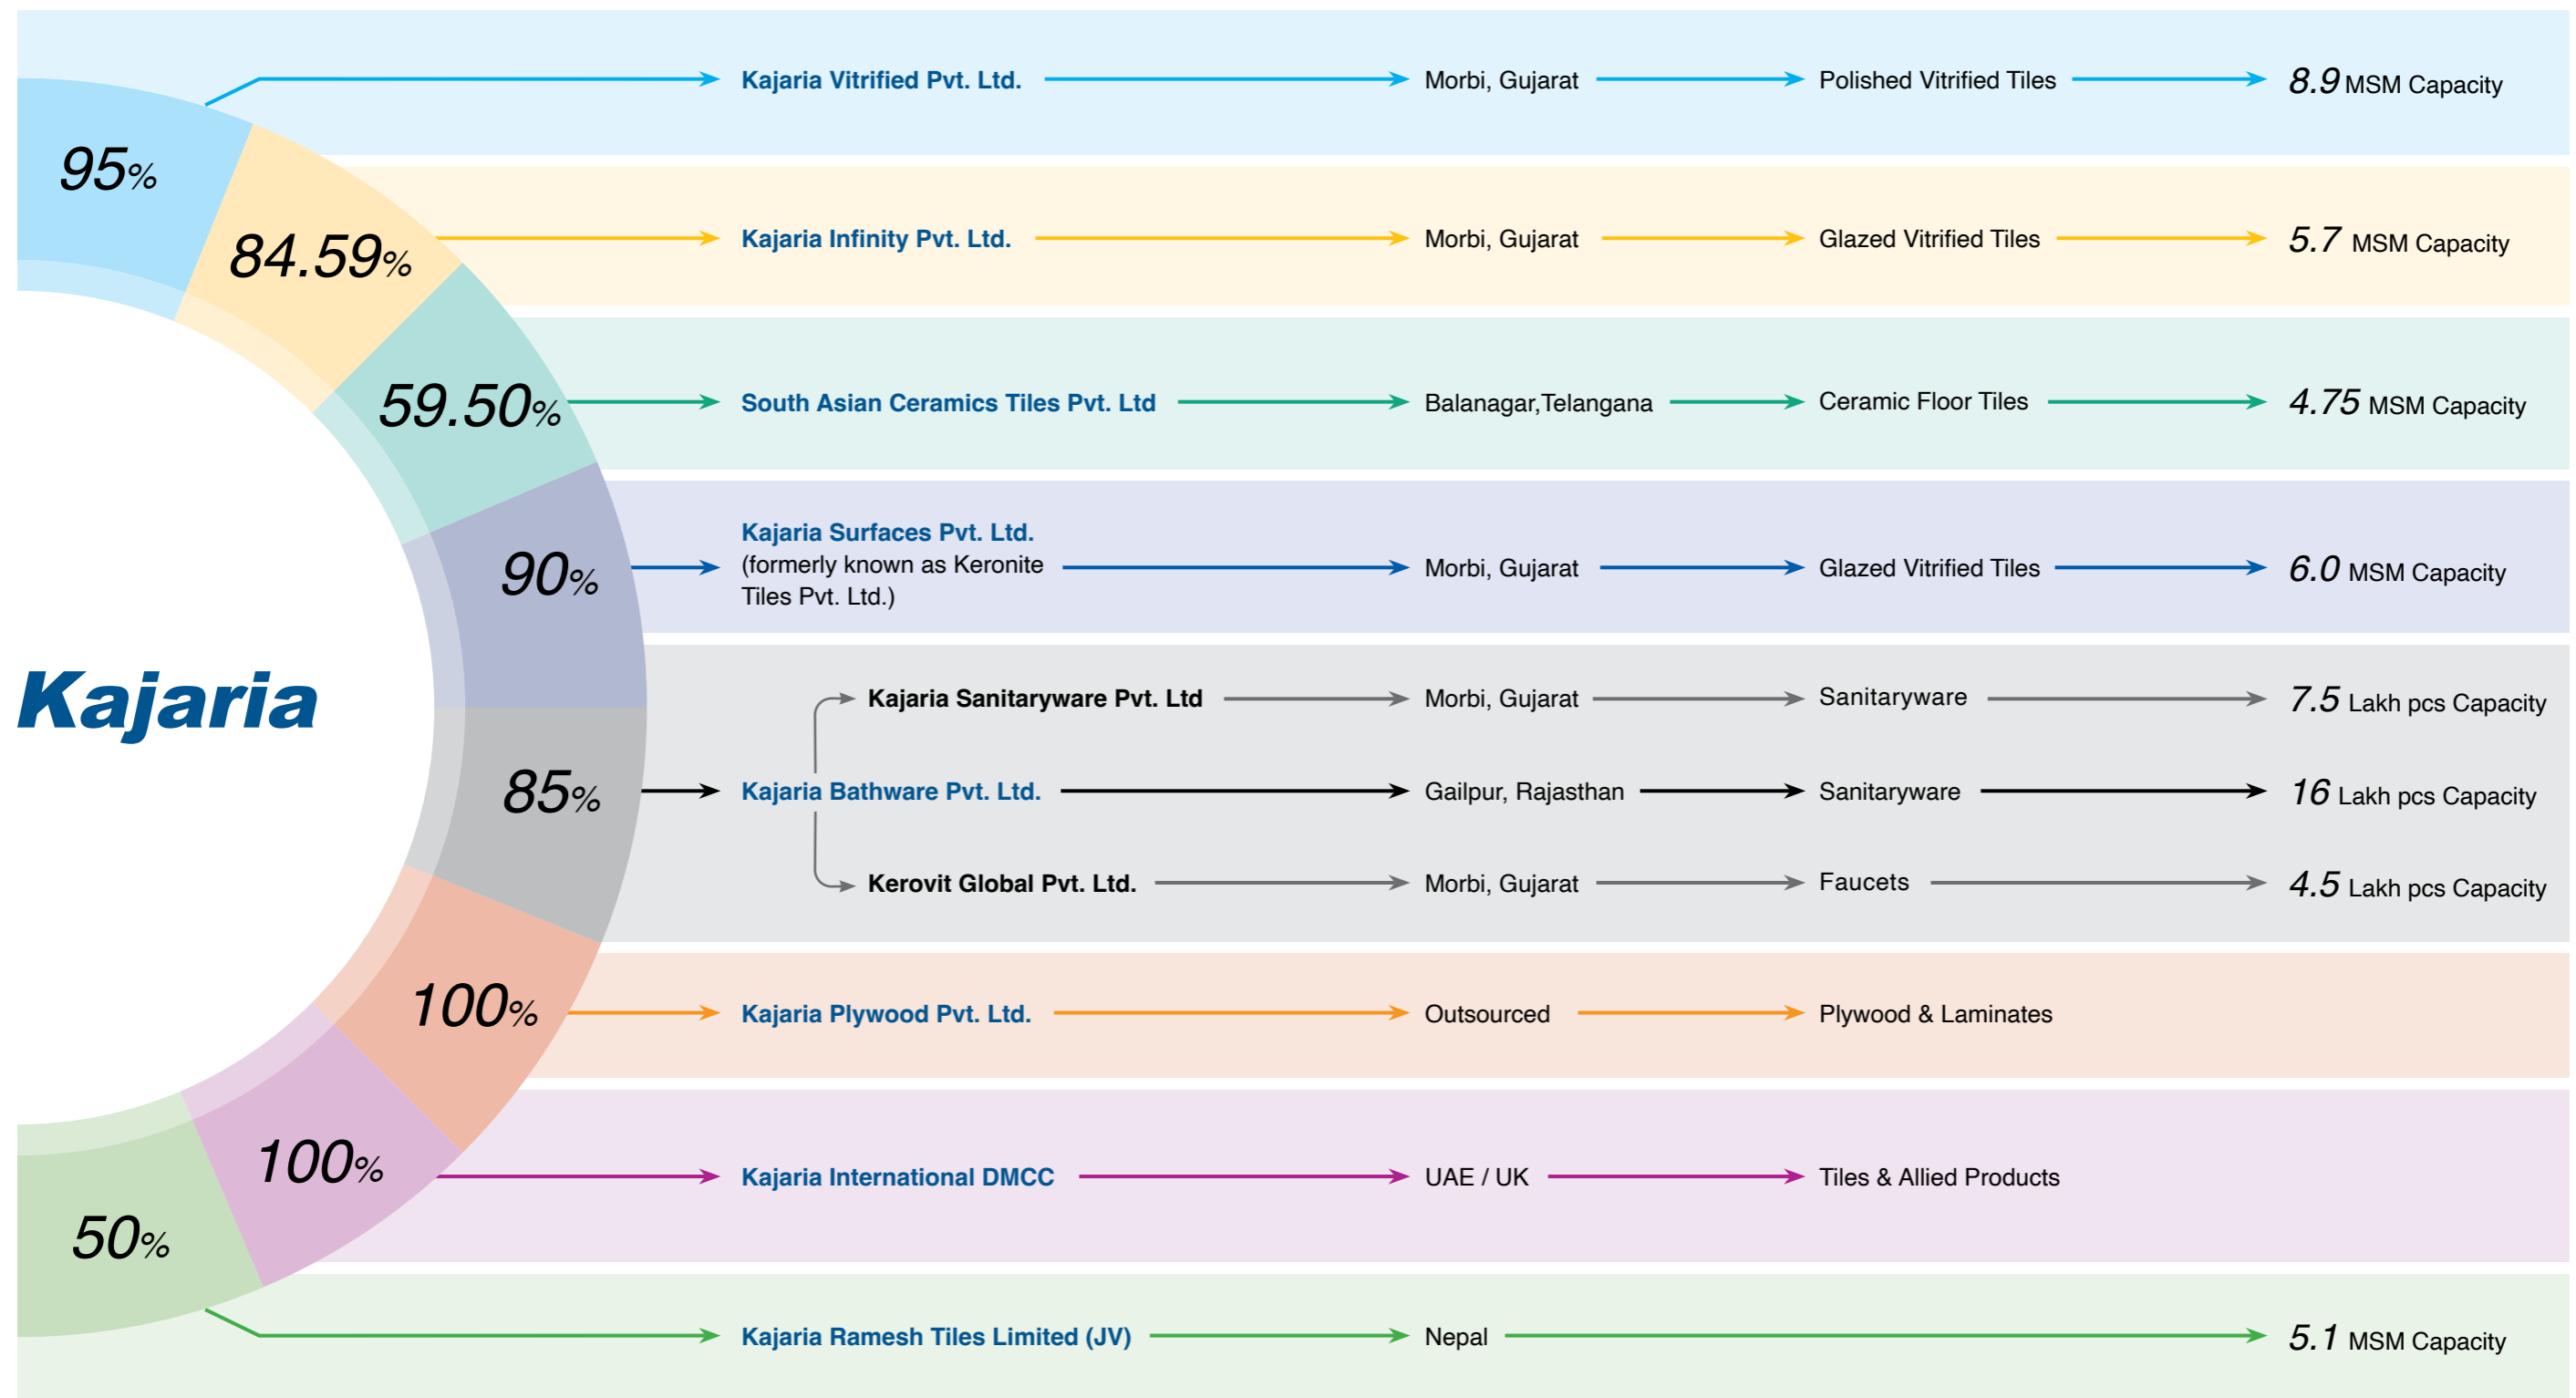 95% Kajaria Vitrified Pvt. Ltd. Morbi, Gujarat Polished Vitrified Tiles 8.9 MSM Capacity
84.59% Kajaria Infinity Pvt. Ltd. Morbi, Gujarat Glazed Vitrified Tiles 5.7 MSM Capacity
59.50% South Asian Ceramics Tiles Pvt. Ltd Balanagar,Telangana Ceramic Floor Tiles 4.75 MSM Capacity
Kajaria Surfaces Pvt. Ltd.
90% (formerly known as Keronite Morbi, Gujarat Glazed Vitrified Tiles 6.0 MSM Capacity
Tiles Pvt. Ltd.)
Kajaria Kajaria Sanitaryware Pvt. Ltd Morbi, Gujarat Sanitaryware 7.5 Lakh pcs Capacity
85% Kajaria Bathware Pvt. Ltd. Gailpur, Rajasthan Sanitaryware 16 Lakh pcs Capacity
Kerovit Global Pvt. Ltd. Morbi, Gujarat Faucets 4.5 Lakh pcs Capacity
100% Kajaria Plywood Pvt. Ltd. Outsourced Plywood & Laminates
100% Kajaria International DMCC UAE / UK Tiles & Allied Products
50% Kajaria Ramesh Tiles Limited (JV) Nepal 5.1 MSM Capacity